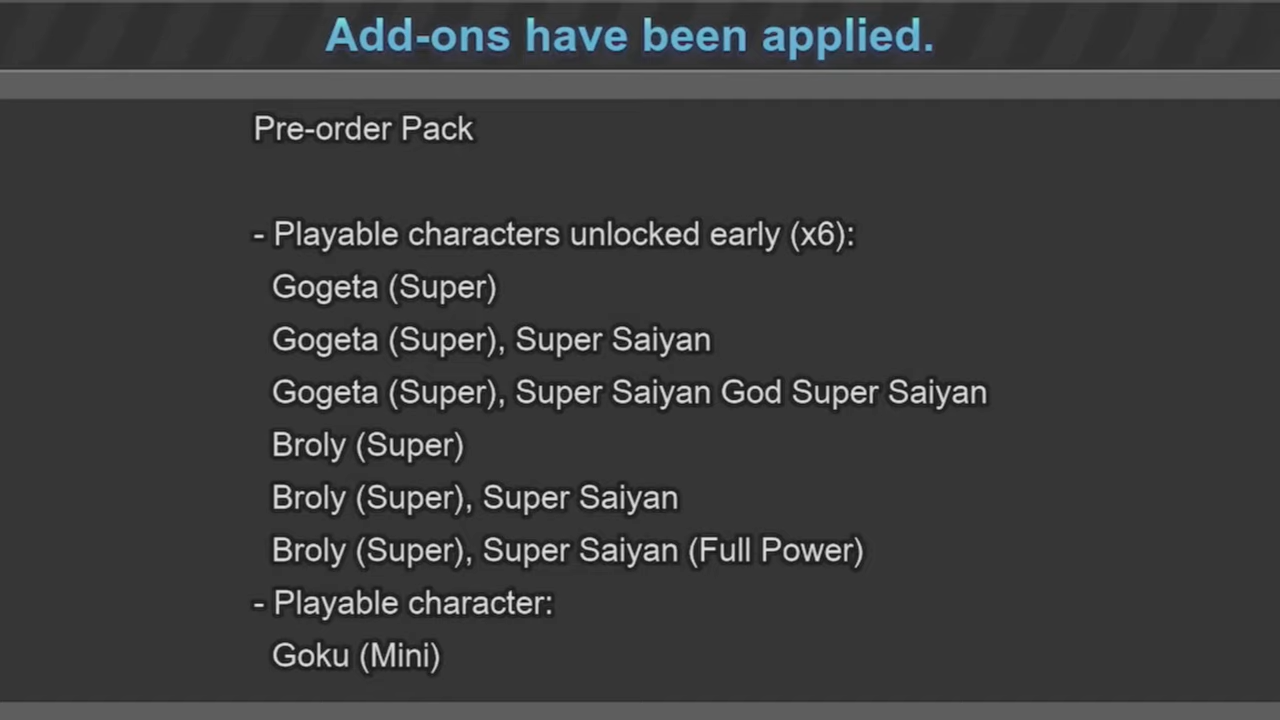 Add-ons have been applied.
Pre-order Pack
- Playable characters unlocked early (x6):
Gogeta (Super)
Gogeta (Super), Super Saiyan
Gogeta (Super), Super Saiyan God Super Saiyan
Broly (Super)
Broly (Super), Super Saiyan
Broly (Super), Super Saiyan (Full Power)
- Playable character:
Goku (Mini)